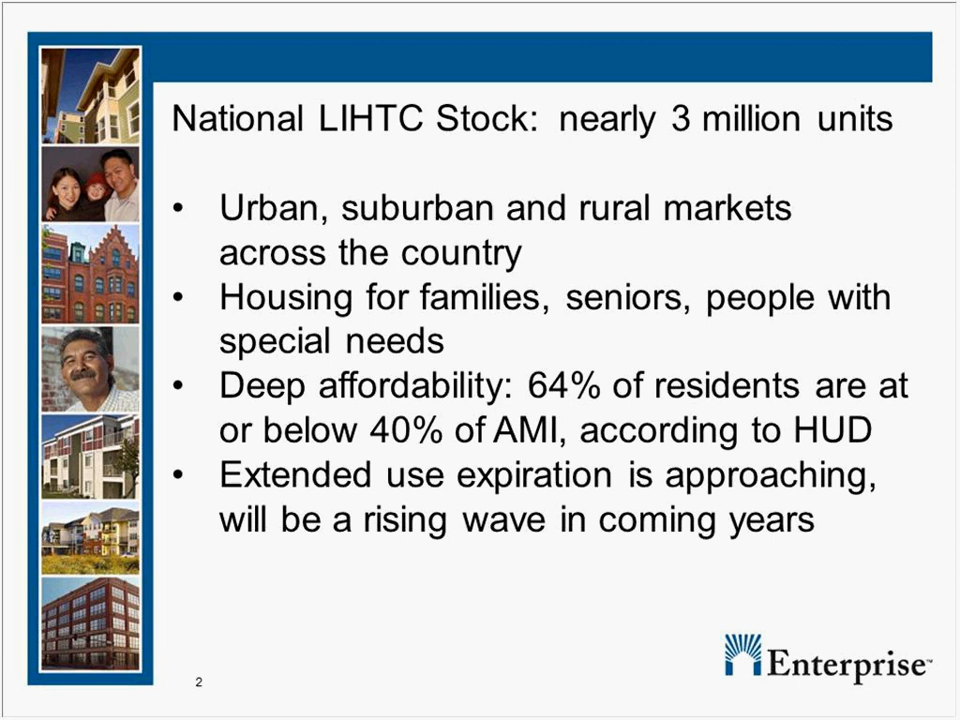 National LIHTC Stock: nearly 3 million units
• Urban, suburban and rural markets
across the country
• Housing for families, seniors, people with
special needs
• Deep affordability: 64% of residents are at
or below 40% of AMI, according to HUD
• Extended use expiration is approaching,
will be a rising wave in coming years
Enterprise™
2